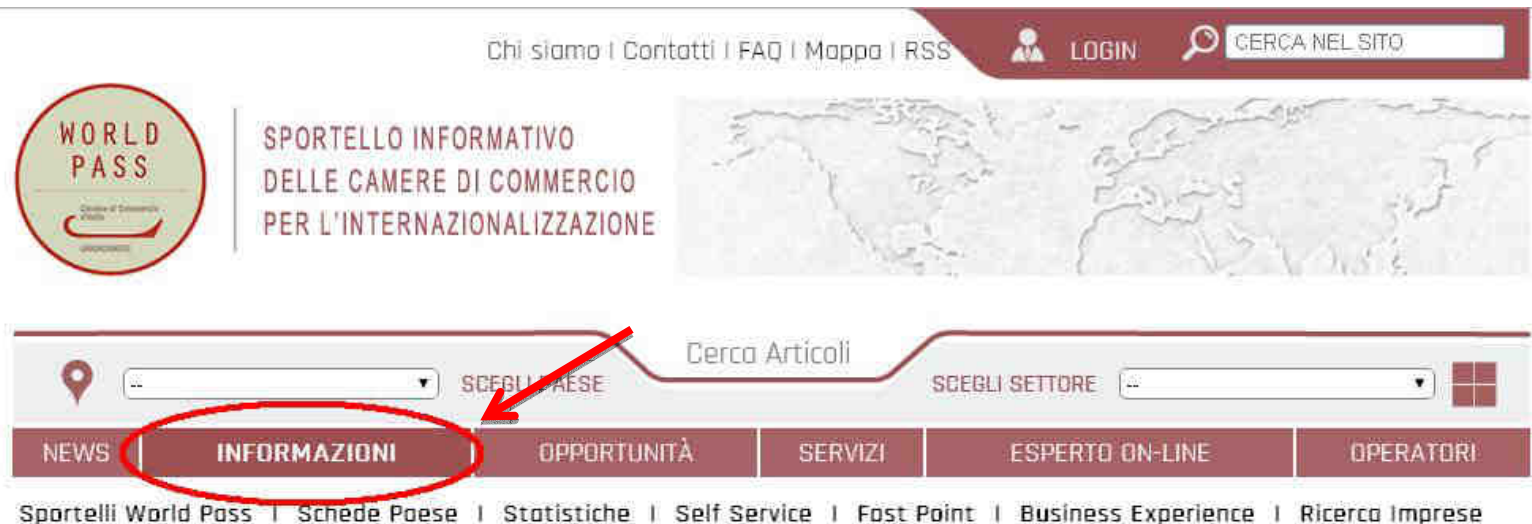 Chi siamo | Contatti | FAQ | Mappa | RSS
LOGIN
CERCA NEL SITO
WORLD
PASS
SPORTELLO INFORMATIVO
DELLE CAMERE DI COMMERCIO
PER L'INTERNAZIONALIZZAZIONE
Cerca Articoli
-- SCEGLI PAESE
SCEGLI SETTORE --
NEWS INFORMAZIONI OPPORTUNITÀ SERVIZI ESPERTO ON-LINE OPERATORI
Sportelli World Pass | Schede Paese | Statistiche | Self Service | Fast Point | Business Experience | Ricerca Imprese